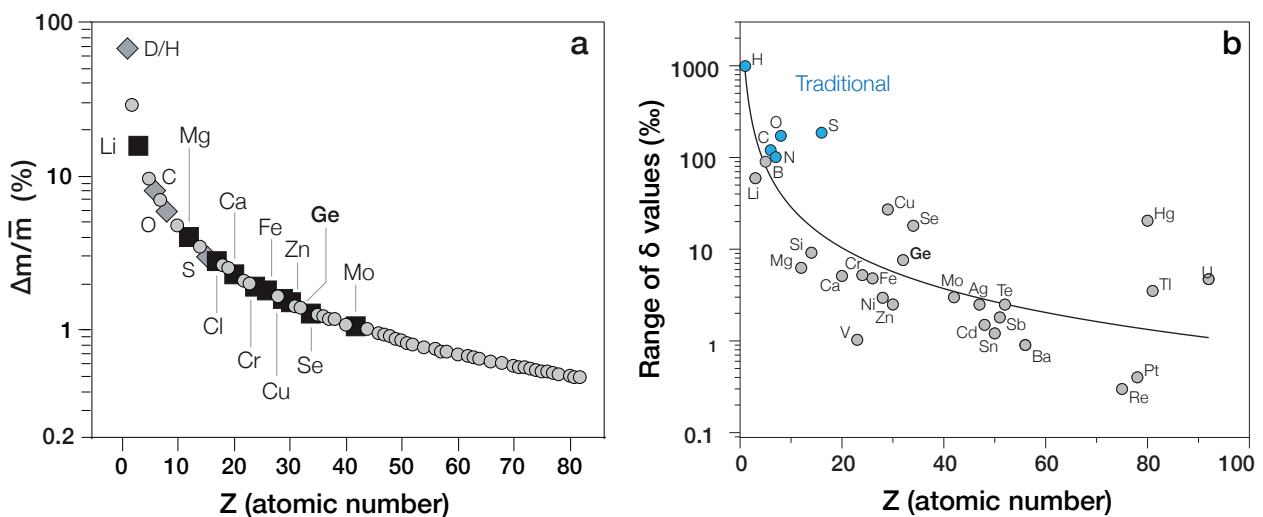 a
100
10
1
0.2
Δm/m̅ (%)
D/H
Li
Mg
C
O
S
Ca
Fe
Zn
Ge
Mo
Cl
Cr
Cu
Se
0 10 20 30 40 50 60 70 80
Z (atomic number)
b
1000
100
10
1
0.1
Range of δ values (‰)
H
Traditional
O
S
C
N
B
Li
Cu
Se
Hg
Si
Ge
Mg
Cr
Fe
Ca
Mo
Ag
Te
Tl
U
Ni
Zn
Cd
Sb
Sn
V
Ba
Pt
Re
0 20 40 60 80 100
Z (atomic number)